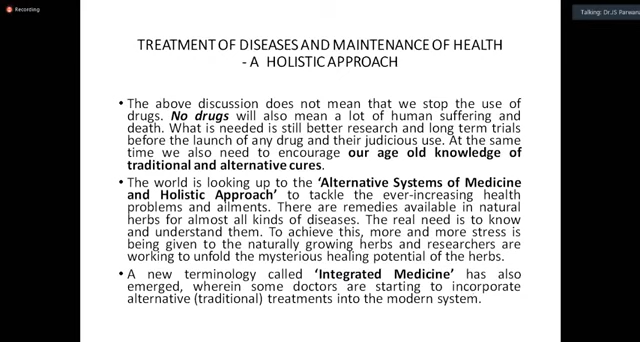 Recording
Talking: Dr.JS Parwana
TREATMENT OF DISEASES AND MAINTENANCE OF HEALTH
- A HOLISTIC APPROACH
• The above discussion does not mean that we stop the use of
drugs. No drugs will also mean a lot of human suffering and
death. What is needed is still better research and long term trials
before the launch of any drug and their judicious use. At the same
time we also need to encourage our age old knowledge of
traditional and alternative cures.
• The world is looking up to the ‘Alternative Systems of Medicine
and Holistic Approach’ to tackle the ever-increasing health
problems and ailments. There are remedies available in natural
herbs for almost all kinds of diseases. The real need is to know
and understand them. To achieve this, more and more stress is
being given to the naturally growing herbs and researchers are
working to unfold the mysterious healing potential of the herbs.
• A new terminology called ‘Integrated Medicine’ has also
emerged, wherein some doctors are starting to incorporate
alternative (traditional) treatments into the modern system.